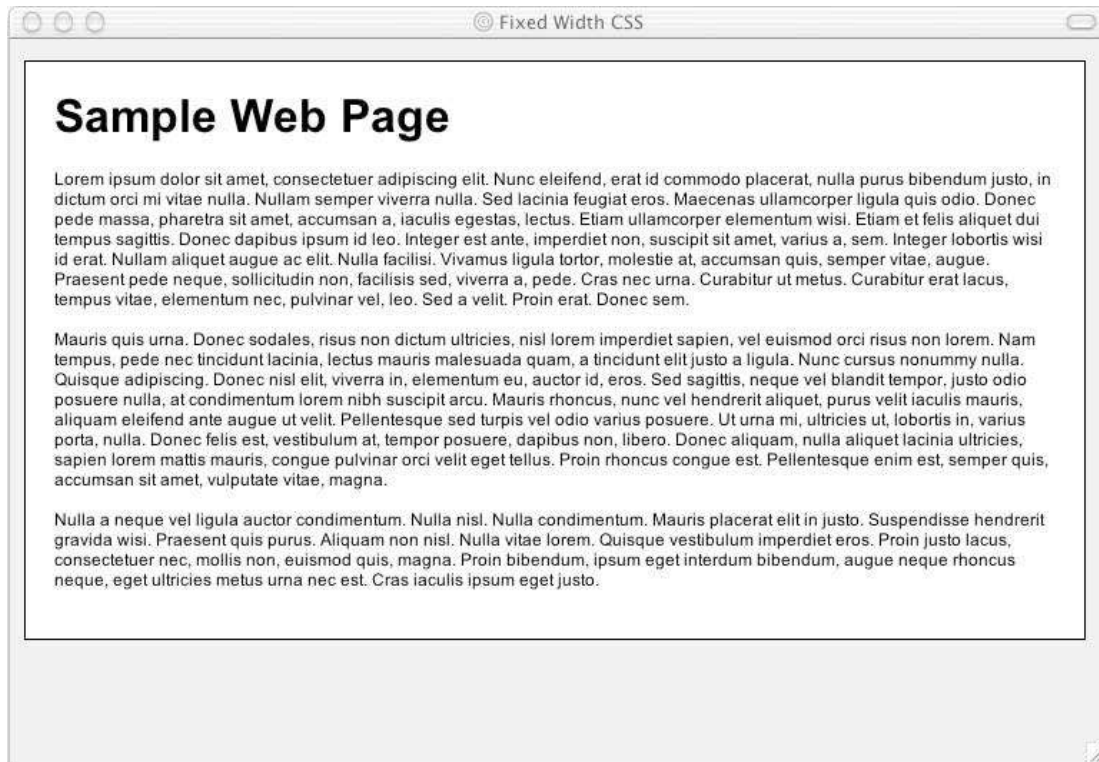 Fixed Width CSS
Sample Web Page
Lorem ipsum dolor sit amet, consectetuer adipiscing elit. Nunc eleifend, erat id commodo placerat, nulla purus bibendum justo, in
dictum orci mi vitae nulla. Nullam semper viverra nulla. Sed lacinia feugiat eros. Maecenas ullamcorper ligula quis odio. Donec
pede massa, pharetra sit amet, accumsan a, iaculis egestas, lectus. Etiam ullamcorper elementum wisi. Etiam et felis aliquet dui
tempus sagittis. Donec dapibus ipsum id leo. Integer est ante, imperdiet non, suscipit sit amet, varius a, sem. Integer lobortis wisi
id erat. Nullam aliquet augue ac elit. Nulla facilisi. Vivamus ligula tortor, molestie at, accumsan quis, semper vitae, augue.
Praesent pede neque, sollicitudin non, facilisis sed, viverra a, pede. Cras nec urna. Curabitur ut metus. Curabitur erat lacus,
tempus vitae, elementum nec, pulvinar vel, leo. Sed a velit. Proin erat. Donec sem.
Mauris quis urna. Donec sodales, risus non dictum ultricies, nisl lorem imperdiet sapien, vel euismod orci risus non lorem. Nam
tempus, pede nec tincidunt lacinia, lectus mauris malesuada quam, a tincidunt elit justo a ligula. Nunc cursus nonummy nulla.
Quisque adipiscing. Donec nisl elit, viverra in, elementum eu, auctor id, eros. Sed sagittis, neque vel blandit tempor, justo odio
posuere nulla, at condimentum lorem nibh suscipit arcu. Mauris rhoncus, nunc vel hendrerit aliquet, purus velit iaculis mauris,
aliquam eleifend ante augue ut velit. Pellentesque sed turpis vel odio varius posuere. Ut urna mi, ultricies ut, lobortis in, varius
porta, nulla. Donec felis est, vestibulum at, tempor posuere, dapibus non, libero. Donec aliquam, nulla aliquet lacinia ultricies,
sapien lorem mattis mauris, congue pulvinar orci velit eget tellus. Proin rhoncus congue est. Pellentesque enim est, semper quis,
accumsan sit amet, vulputate vitae, magna.
Nulla a neque vel ligula auctor condimentum. Nulla nisl. Nulla condimentum. Mauris placerat elit in justo. Suspendisse hendrerit
gravida wisi. Praesent quis purus. Aliquam non nisl. Nulla vitae lorem. Quisque vestibulum imperdiet eros. Proin justo lacus,
consectetuer nec, mollis non, euismod quis, magna. Proin bibendum, ipsum eget interdum bibendum, augue neque rhoncus
neque, eget ultricies metus urna nec est. Cras iaculis ipsum eget justo.